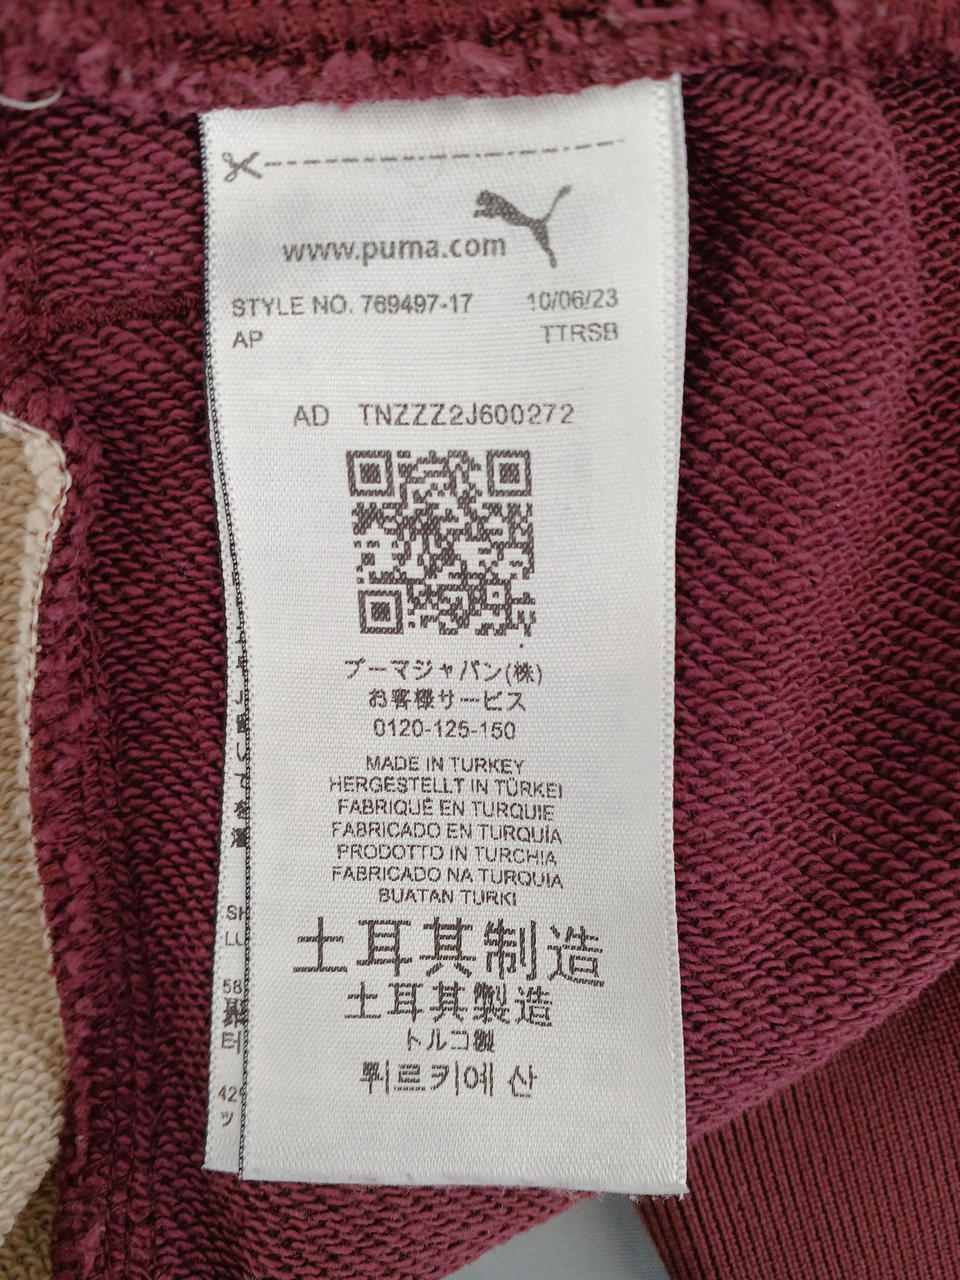 www.puma.com
STYLE NO. 769497-17 10/06/23
AP TTRSB
AD TNZZZ2J600272
プーマジャパン(株)
お客様サービス
0120-125-150
MADE IN TURKEY
HERGESTELLT IN TÜRKEI
FABRIQUÉ EN TURQUIE
FABRICADO EN TURQUÍA
PRODOTTO IN TURCHIA
FABRICADO NA TURQUIA
BUATAN TURKI
土耳其制造
土耳其製造
トルコ製
튀르키예 산